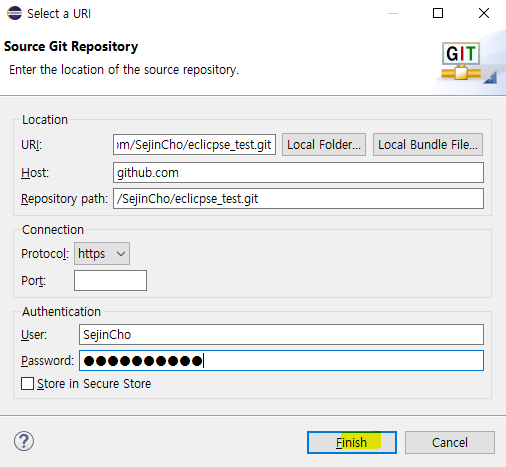 Select a URI
Source Git Repository
Enter the location of the source repository.
GIT
Location
URI: om/SejinCho/eclicpse_test.git Local Folder... Local Bundle File...
Host: github.com
Repository path: /SejinCho/eclicpse_test.git
Connection
Protocol: https
Port:
Authentication
User: SejinCho
Password: ●●●●●●●●●●
Store in Secure Store
Finish Cancel